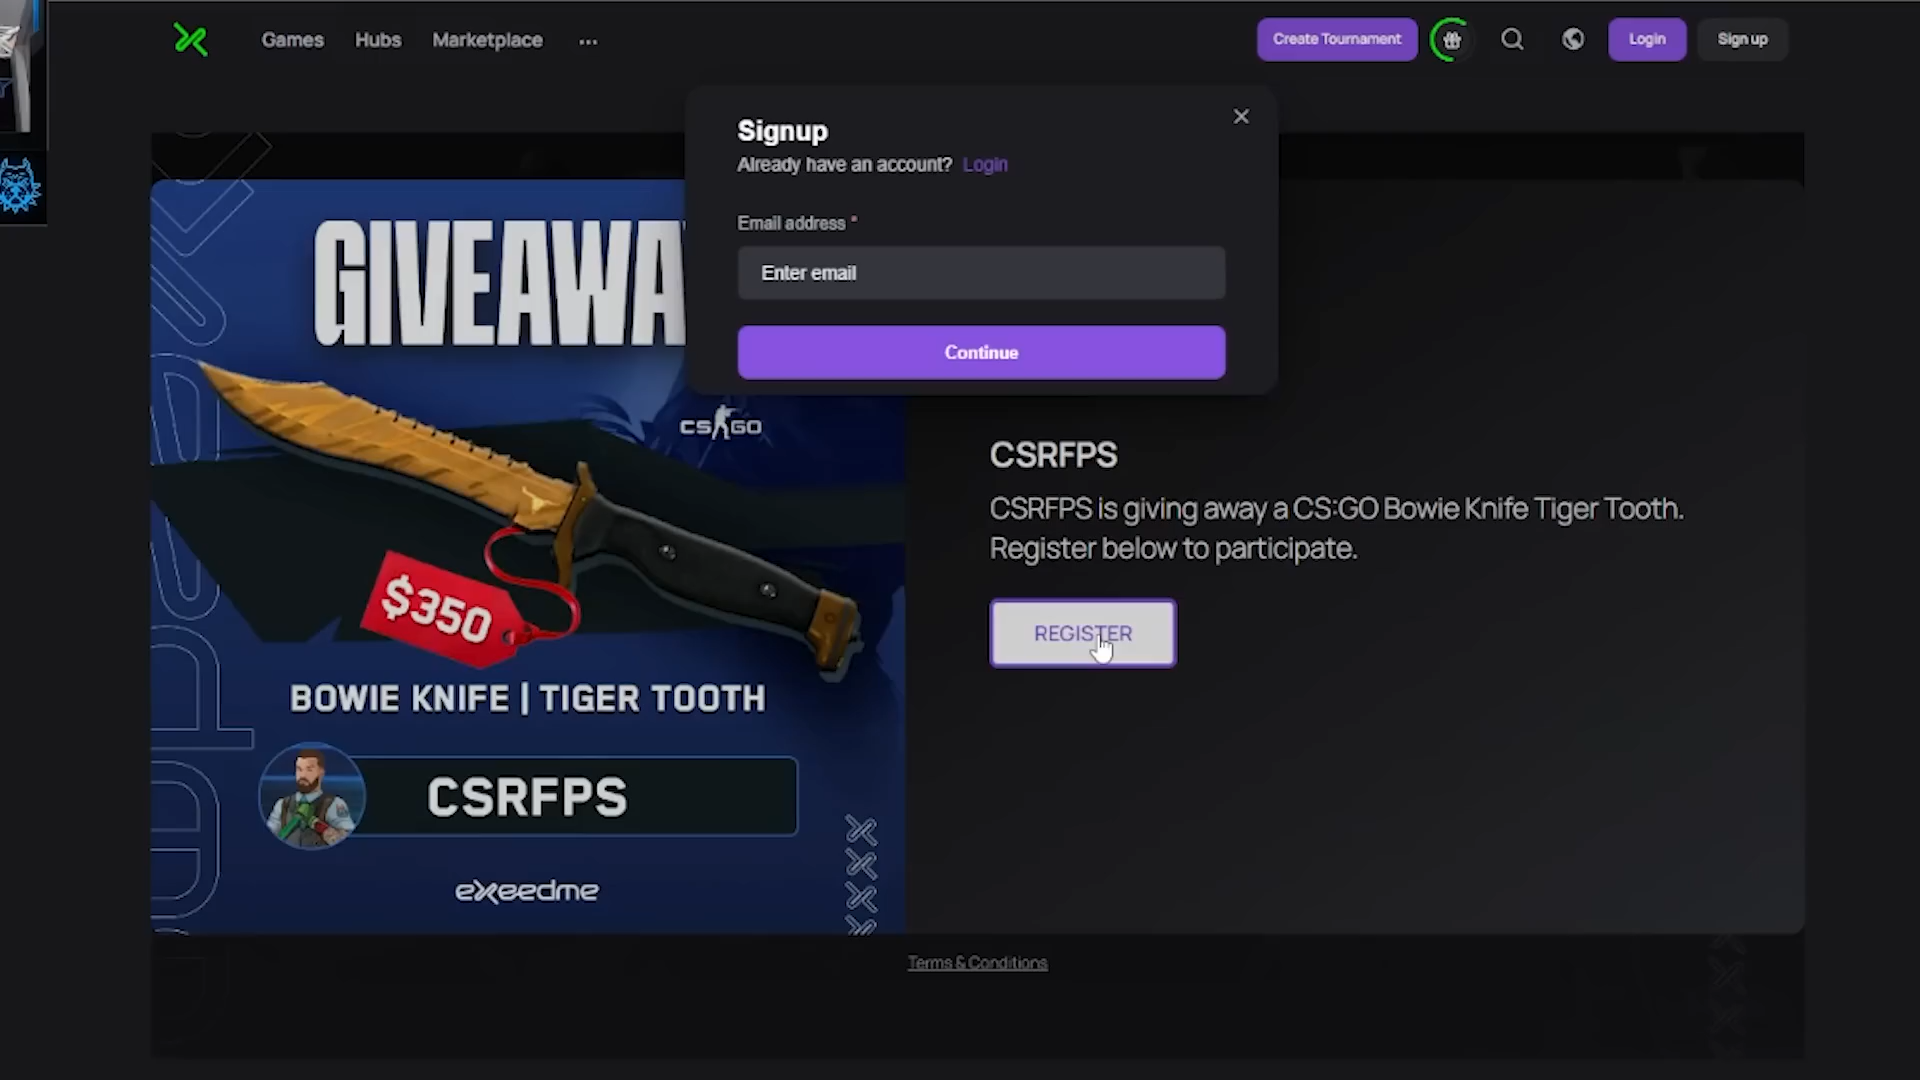 Games Hubs Marketplace ...
Create Tournament Login Sign up
Signup
Already have an account? Login
Email address *
Enter email
Continue
GIVEAWA
CS GO
$350
BOWIE KNIFE | TIGER TOOTH
CSRFPS
exeedme
CSRFPS
CSRFPS is giving away a CS:GO Bowie Knife Tiger Tooth.
Register below to participate.
REGISTER
Terms & Conditions